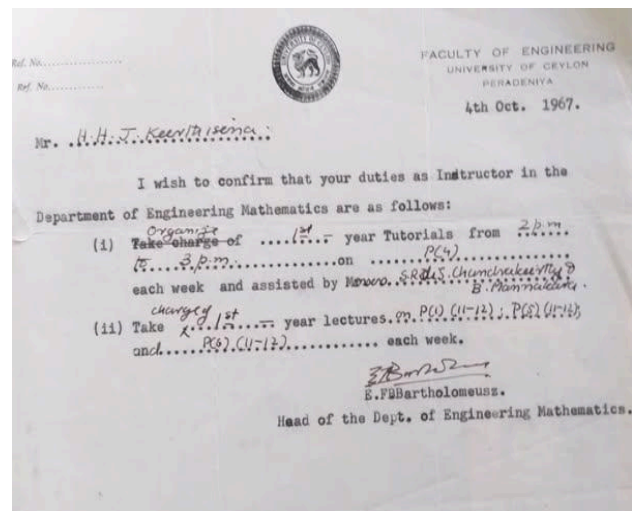 FACULTY OF ENGINEERING
UNIVERSITY OF CEYLON
PERADENIYA
Ref. No..................
Ref. No..............
4th Oct. 1967.
Mr. H. H. J. Keerthisena.
I wish to confirm that your duties as Instructor in the
Department of Engineering Mathematics are as follows:
Organize
(i) Take charge of ....1st.... year Tutorials from 2 p.m
to 3 p.m. on P(4)
each week and assisted by Messrs. S.R.de S. Chandrakeerthy &
B.
charge of
(ii) Take 1st year lectures on P(1) (11-12); P(5) (11-12);
and P(6) (11-12) each week.
E.FBBartholomeusz.
Head of the Dept. of Engineering Mathematics.